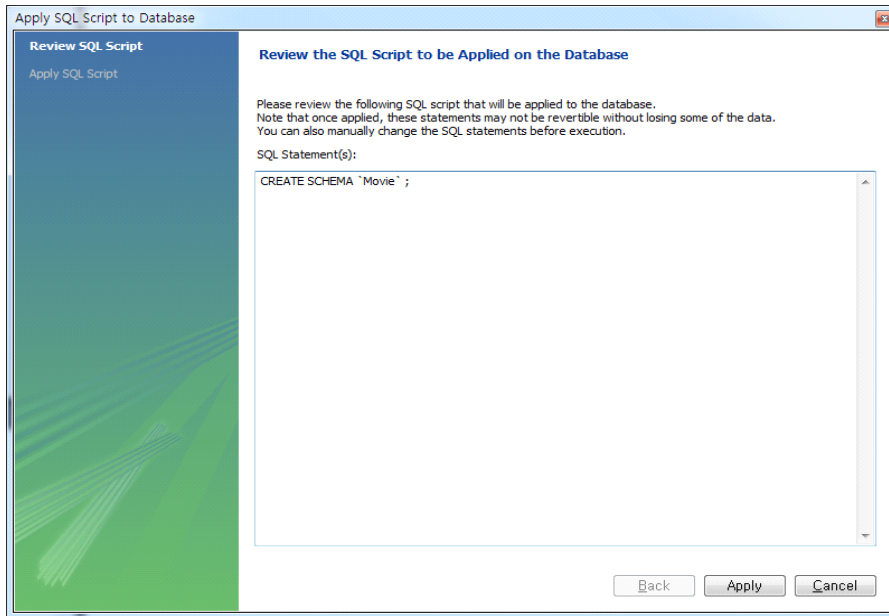 Apply SQL Script to Database
Review SQL Script
Apply SQL Script
Review the SQL Script to be Applied on the Database
Please review the following SQL script that will be applied to the database.
Note that once applied, these statements may not be revertible without losing some of the data.
You can also manually change the SQL statements before execution.
SQL Statement(s):
CREATE SCHEMA `Movie` ;
Back Apply Cancel